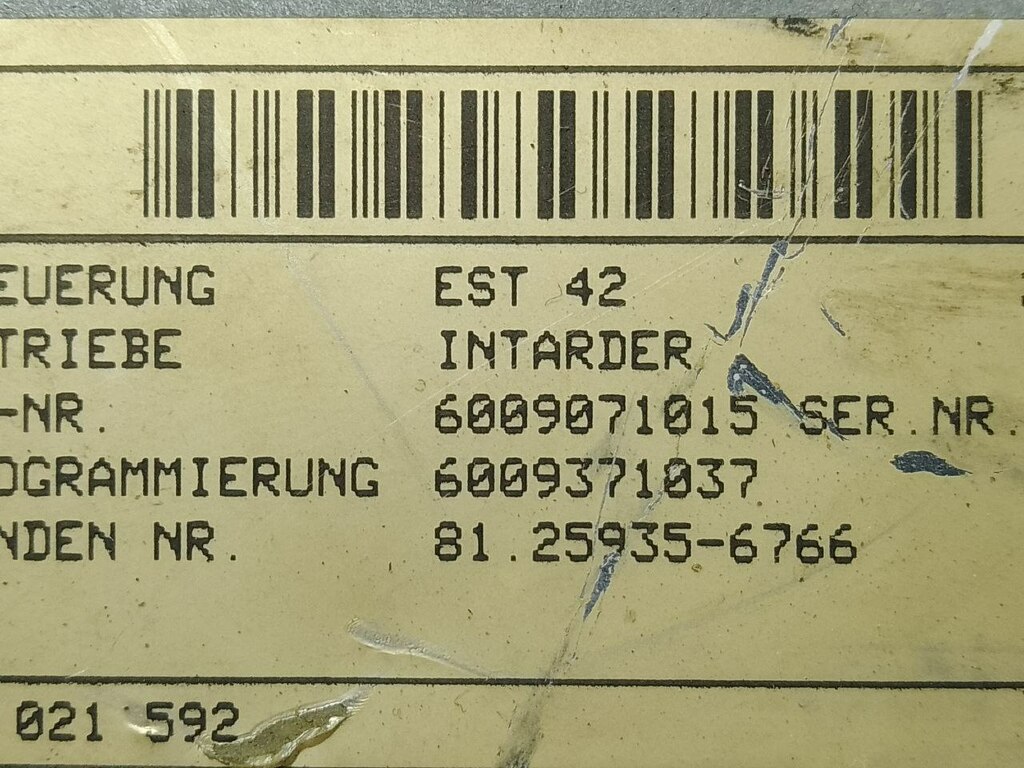 EUERUNG EST 42
TRIEBE INTARDER
-NR. 6009071015 SER.NR.
OGRAMMIERUNG 6009371037
NDEN NR. 81.25935-6766
021 592